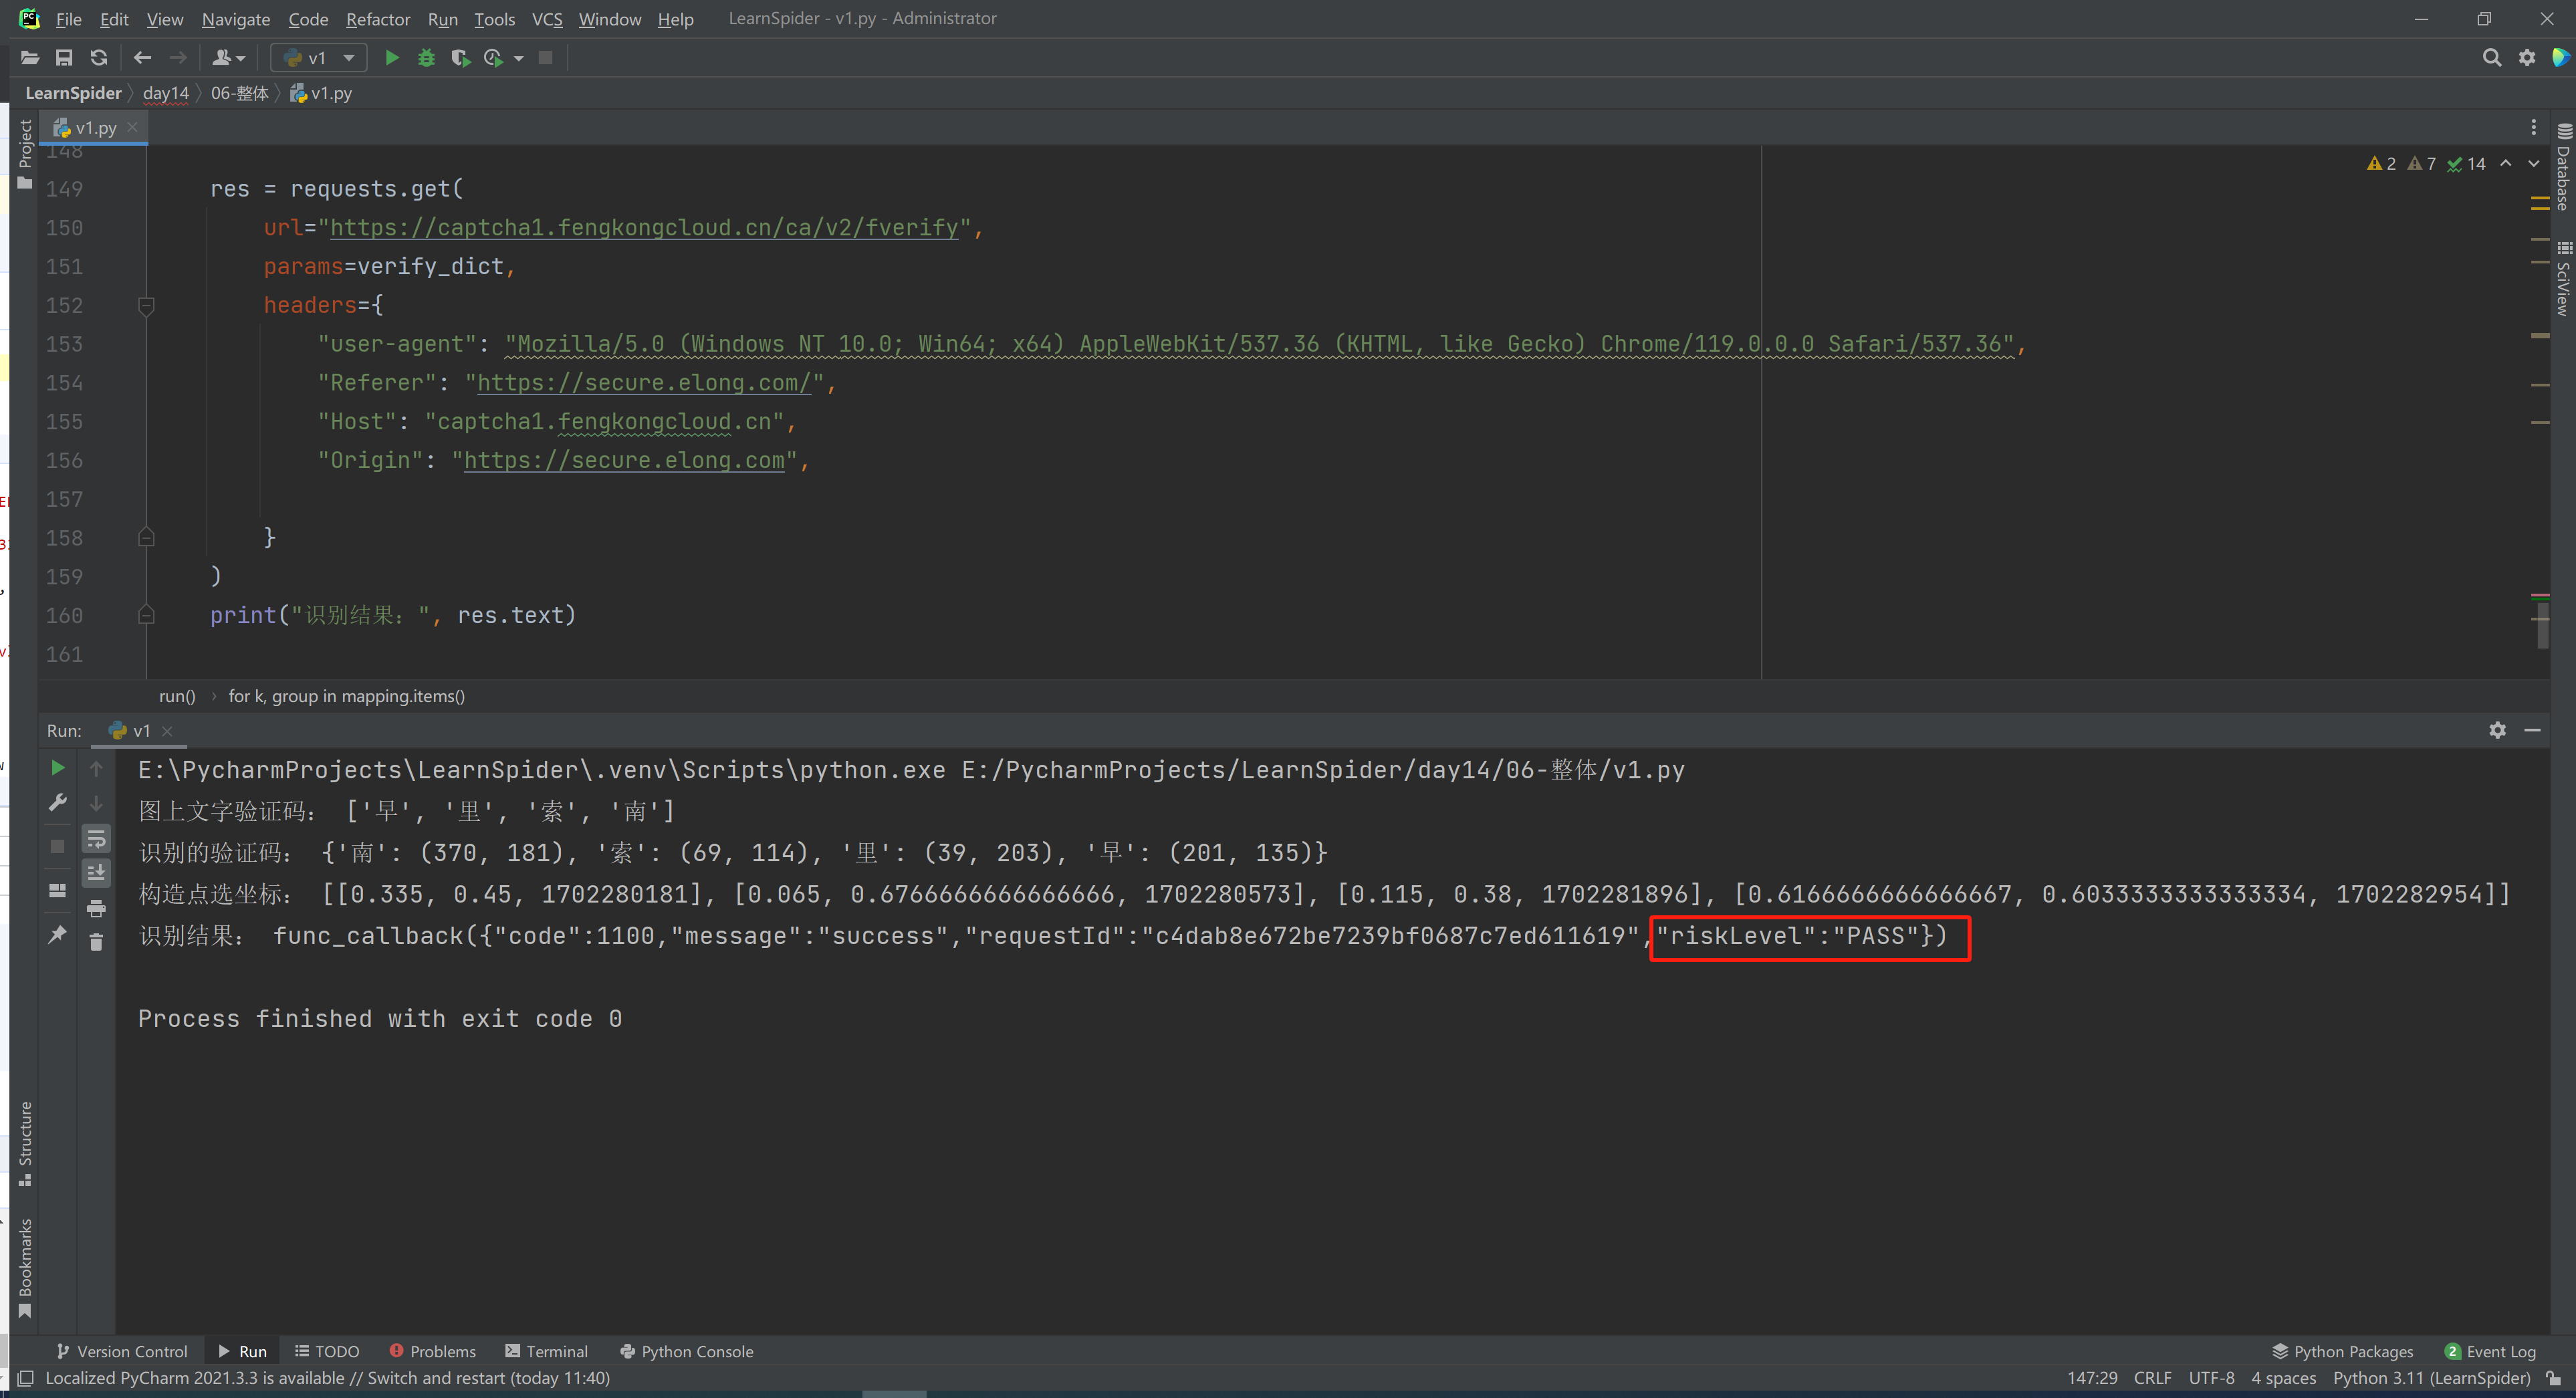 File Edit View Navigate Code Refactor Run Tools VCS Window Help LearnSpider - v1.py - Administrator
v1
LearnSpider day14 06-整体 v1.py
Project
v1.py
148
2 7 14
149 res = requests.get(
150 url="https://captcha1.fengkongcloud.cn/ca/v2/fverify",
151 params=verify_dict,
152 headers={
153 "user-agent": "Mozilla/5.0 (Windows NT 10.0; Win64; x64) AppleWebKit/537.36 (KHTML, like Gecko) Chrome/119.0.0.0 Safari/537.36",
154 "Referer": "https://secure.elong.com/",
155 "Host": "captcha1.fengkongcloud.cn",
156 "Origin": "https://secure.elong.com",
157
158 }
159 )
160 print("识别结果：", res.text)
161
Database
SciView
run() › for k, group in mapping.items()
Run: v1
E:\PycharmProjects\LearnSpider\.venv\Scripts\python.exe E:/PycharmProjects/LearnSpider/day14/06-整体/v1.py
图上文字验证码： ['早', '里', '索', '南']
识别的验证码： {'南': (370, 181), '索': (69, 114), '里': (39, 203), '早': (201, 135)}
构造点选坐标： [[0.335, 0.45, 1702280181], [0.065, 0.6766666666666666, 1702280573], [0.115, 0.38, 1702281896], [0.6166666666666667, 0.6033333333333334, 1702282954]]
识别结果： func_callback({"code":1100,"message":"success","requestId":"c4dab8e672be7239bf0687c7ed611619","riskLevel":"PASS"})
Process finished with exit code 0
Structure
Bookmarks
Version Control Run TODO Problems Terminal Python Console Python Packages 2 Event Log
Localized PyCharm 2021.3.3 is available // Switch and restart (today 11:40) 147:29 CRLF UTF-8 4 spaces Python 3.11 (LearnSpider)